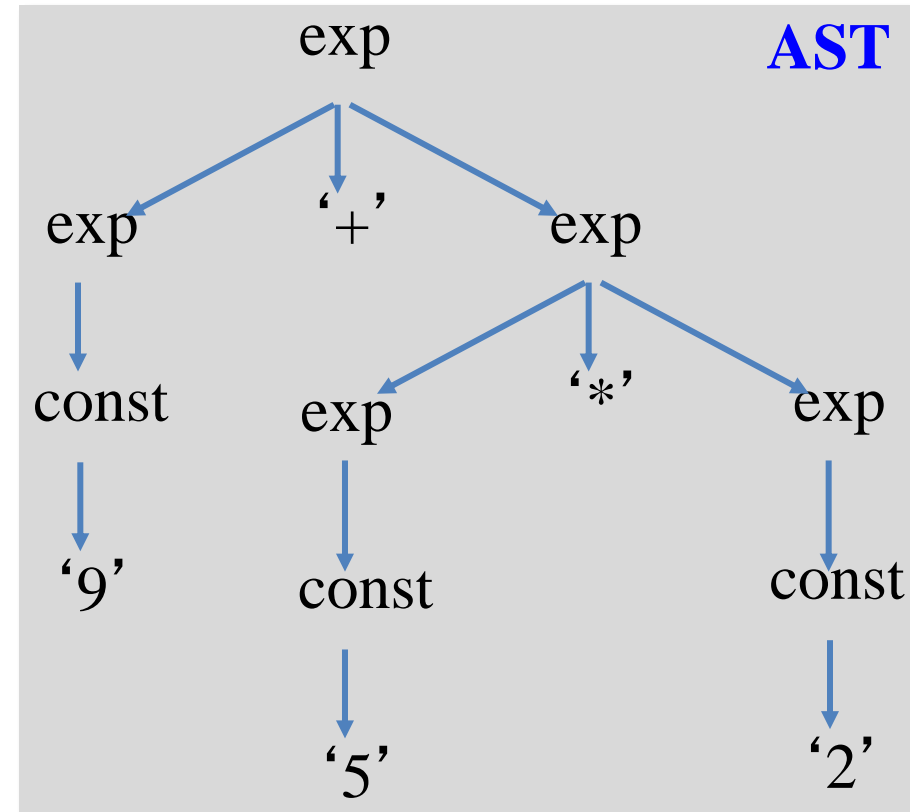 exp
AST
exp
‘+’
exp
const
exp
‘*’
exp
‘9’
const
const
‘5’
‘2’